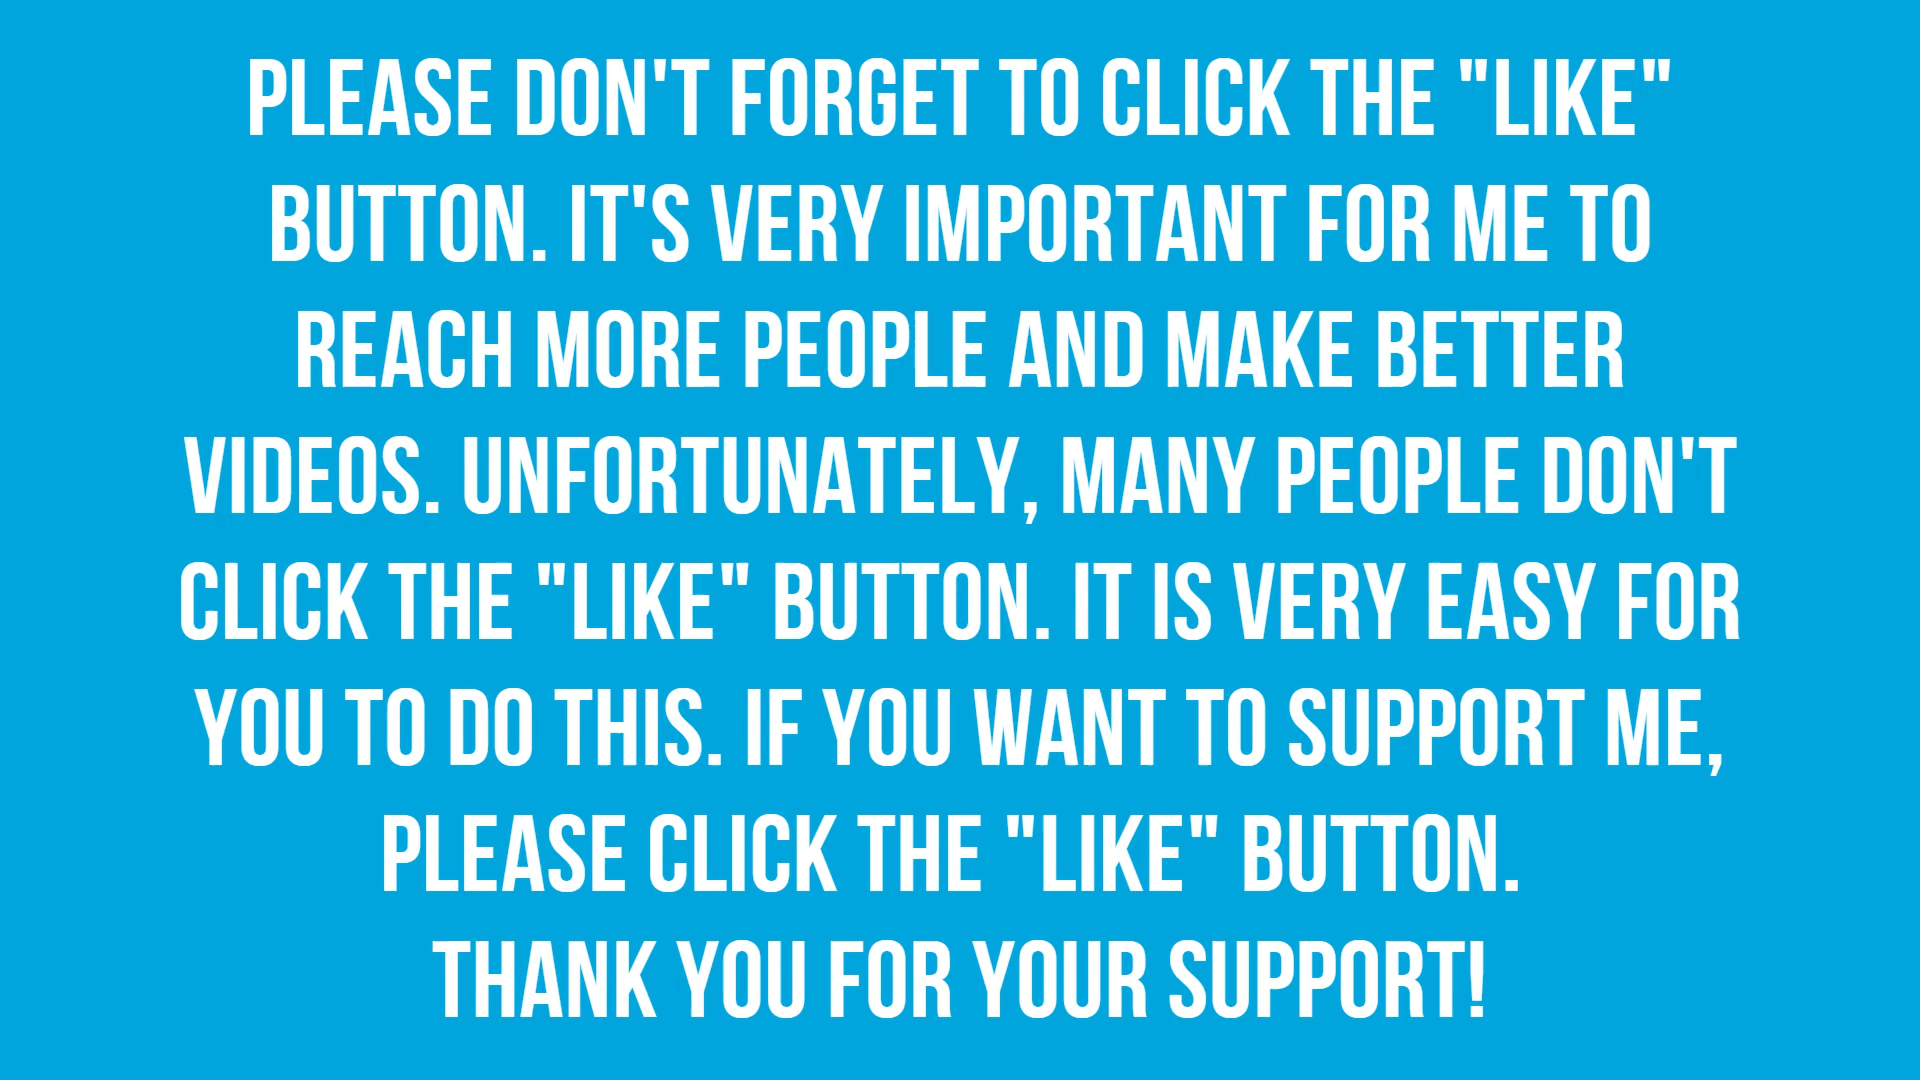 PLEASE DON'T FORGET TO CLICK THE "LIKE"
BUTTON. IT'S VERY IMPORTANT FOR ME TO
REACH MORE PEOPLE AND MAKE BETTER
VIDEOS. UNFORTUNATELY, MANY PEOPLE DON'T
CLICK THE "LIKE" BUTTON. IT IS VERY EASY FOR
YOU TO DO THIS. IF YOU WANT TO SUPPORT ME,
PLEASE CLICK THE "LIKE" BUTTON.
THANK YOU FOR YOUR SUPPORT!